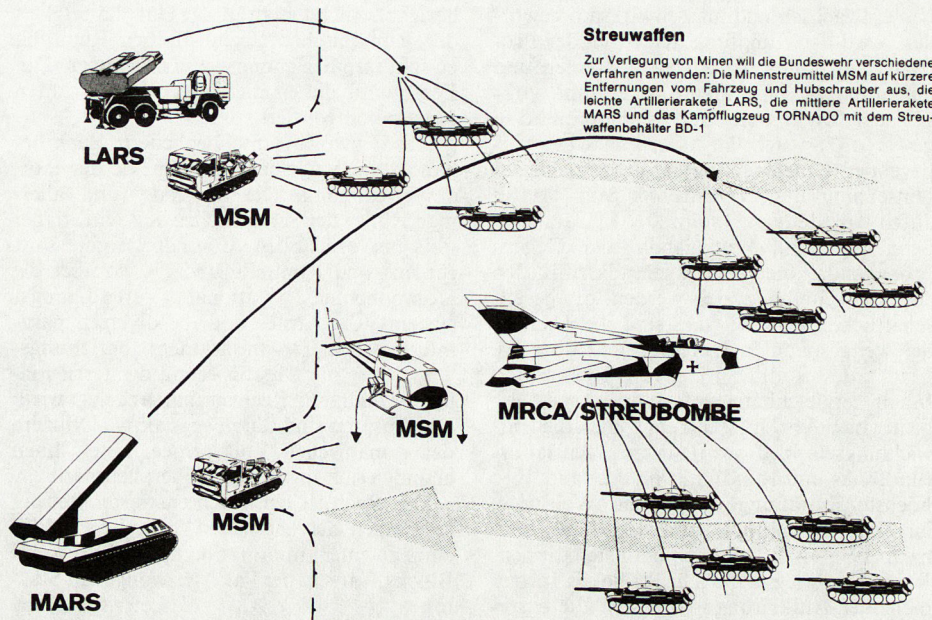 Streuwaffen
Zur Verlegung von Minen will die Bundeswehr verschiedene
Verfahren anwenden: Die Minenstreumittel MSM auf kürzere
Entfernungen vom Fahrzeug und Hubschrauber aus, die
leichte Artillerierakete LARS, die mittlere Artillerierakete
MARS und das Kampfflugzeug TORNADO mit dem Streu-
waffenbehälter BD-1
LARS
MSM
MSM
MRCA/STREUBOMBE
MSM
MARS